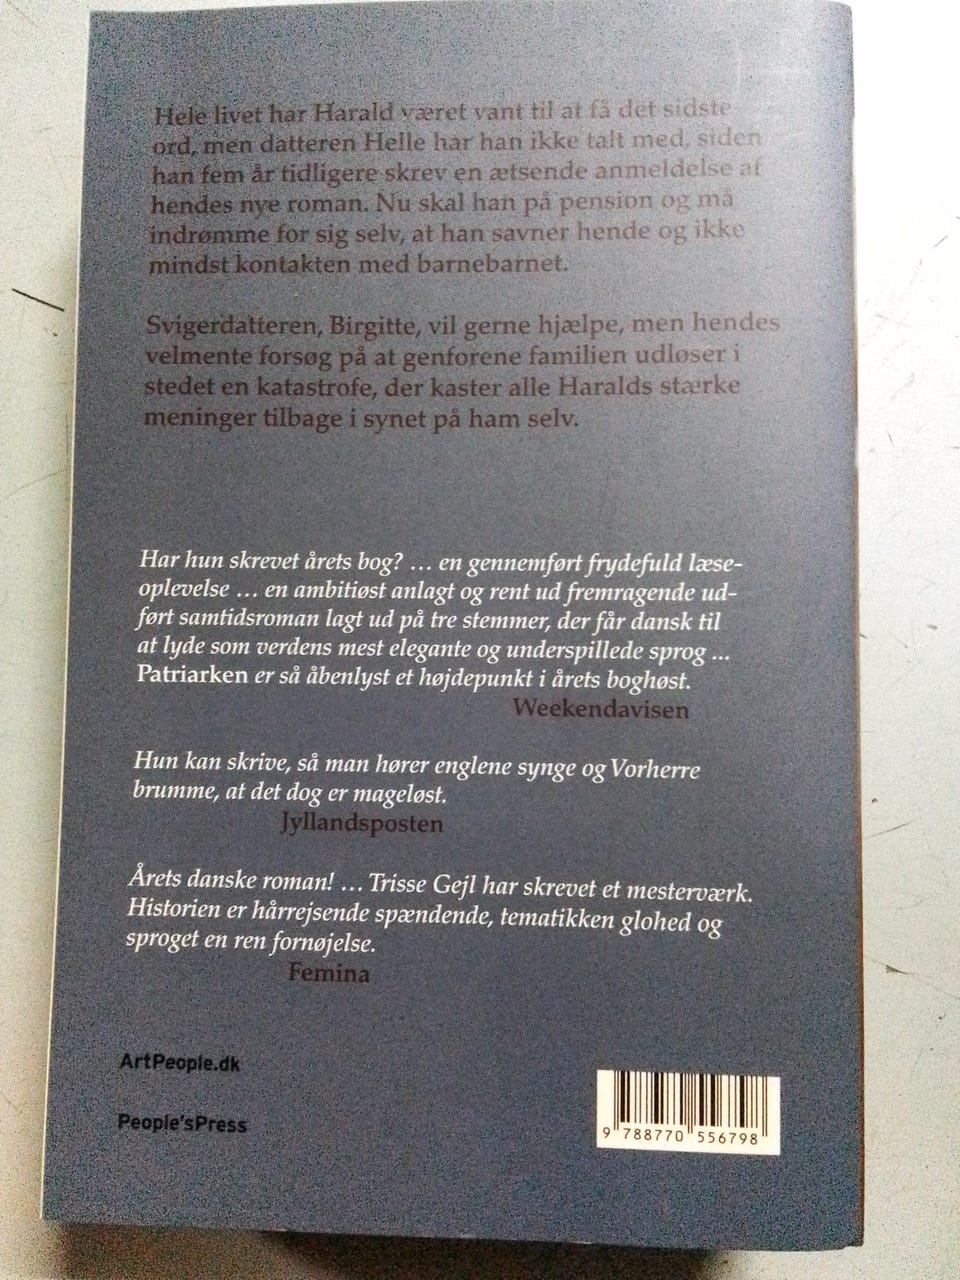 Hele livet har Harald været vant til at få det sidste
ord, men datteren Helle har han ikke talt med, siden
han fem år tidligere skrev en ætsende anmeldelse af
hendes nye roman. Nu skal han på pension og må
indrømme for sig selv, at han savner hende og ikke
mindst kontakten med barnebarnet.
Svigerdatteren, Birgitte, vil gerne hjælpe, men hendes
velmente forsøg på at genforene familien udløser i
stedet en katastrofe, der kaster alle Haralds stærke
meninger tilbage i synet på ham selv.
Har hun skrevet årets bog? … en gennemført frydefuld læse-
oplevelse … en ambitiøst anlagt og rent ud fremragende ud-
ført samtidsroman lagt ud på tre stemmer, der får dansk til
at lyde som verdens mest elegante og underspillede sprog ...
Patriarken er så åbenlyst et højdepunkt i årets boghøst.
Weekendavisen
Hun kan skrive, så man hører englene synge og Vorherre
brumme, at det dog er mageløst.
Jyllandsposten
Årets danske roman! … Trisse Gejl har skrevet et mesterværk.
Historien er hårrejsende spændende, tematikken glohed og
sproget en ren fornøjelse.
Femina
ArtPeople.dk
People'sPress
9 788770 556798